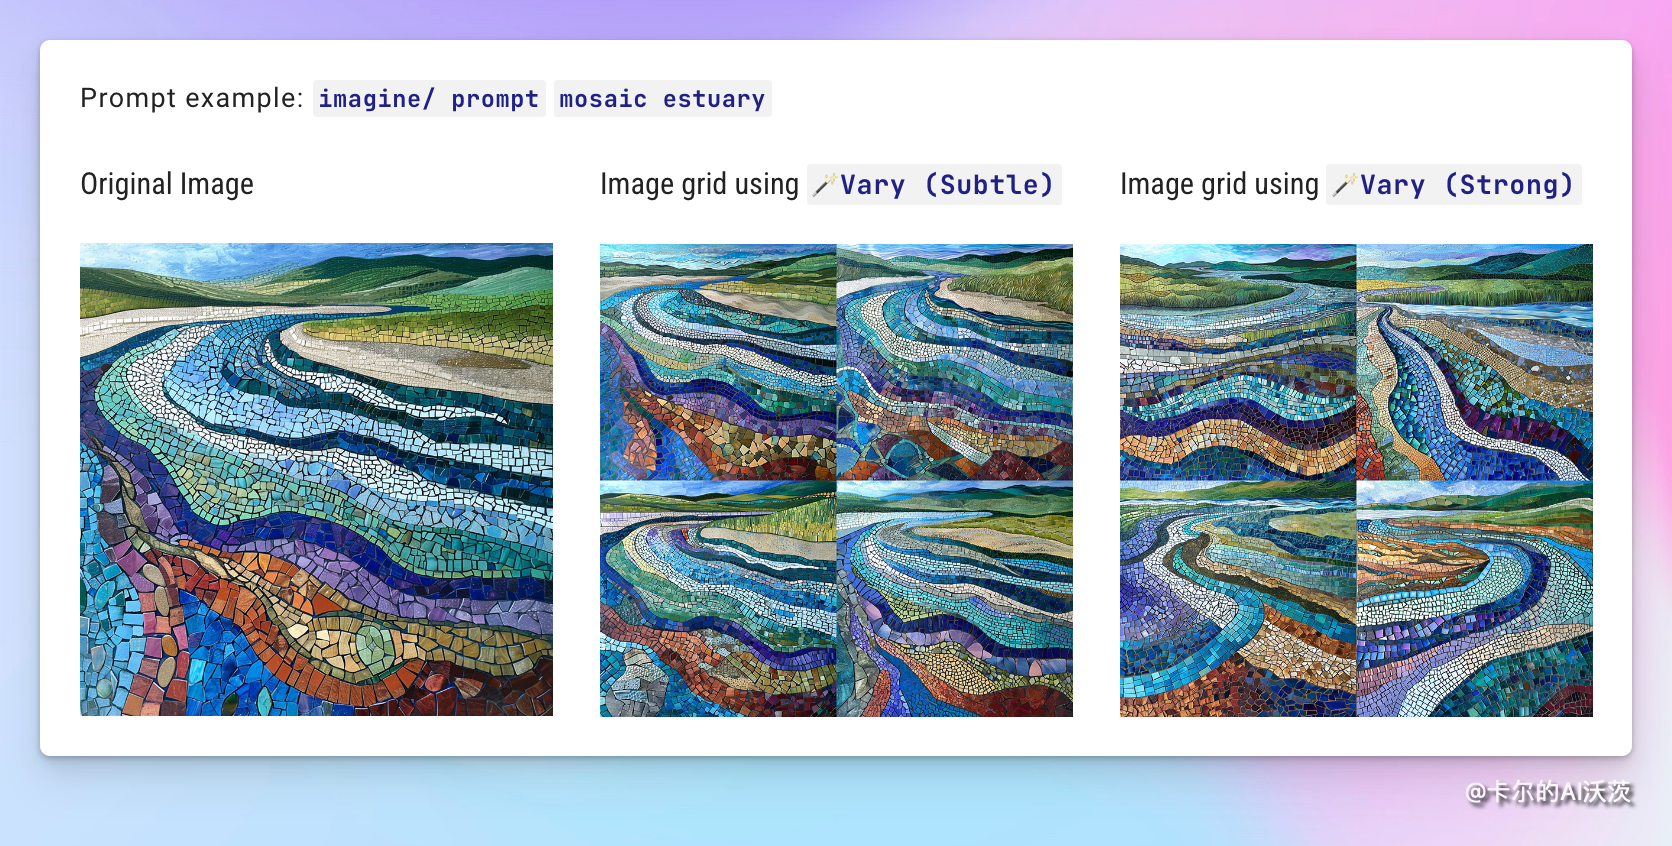 Prompt example: imagine/ prompt mosaic estuary
Original Image
Image grid using 🪄Vary (Subtle)
Image grid using 🪄Vary (Strong)
@卡尔的AI沃茨